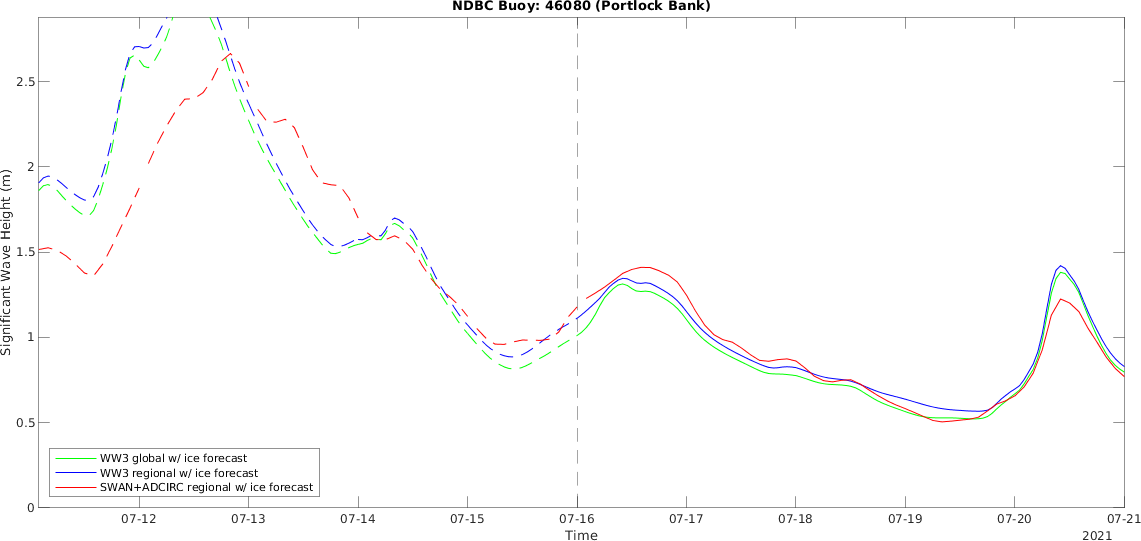 NDBC Buoy: 46080 (Portlock Bank)
Significant Wave Height (m)
2.5
2
1.5
1
0.5
0
WW3 global w/ ice forecast
WW3 regional w/ ice forecast
SWAN+ADCIRC regional w/ ice forecast
07-12 07-13 07-14 07-15 07-16 07-17 07-18 07-19 07-20 07-21
Time
2021